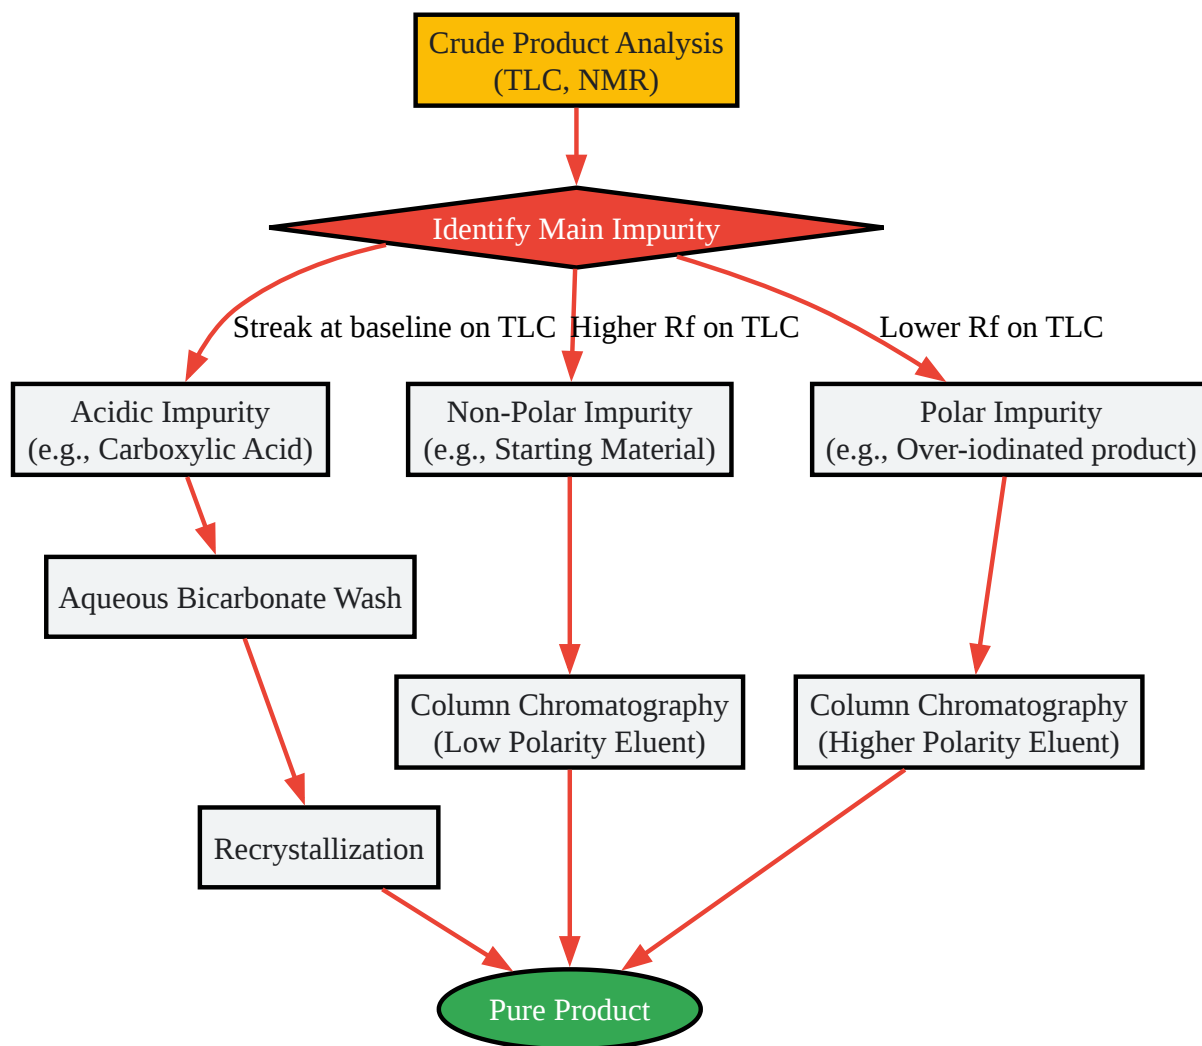 Crude Product Analysis
(TLC, NMR)
Identify Main Impurity
Streak at baseline on TLC
Higher Rf on TLC
Lower Rf on TLC
Acidic Impurity
(e.g., Carboxylic Acid)
Non-Polar Impurity
(e.g., Starting Material)
Polar Impurity
(e.g., Over-iodinated product)
Aqueous Bicarbonate Wash
Column Chromatography
(Low Polarity Eluent)
Column Chromatography
(Higher Polarity Eluent)
Recrystallization
Pure Product